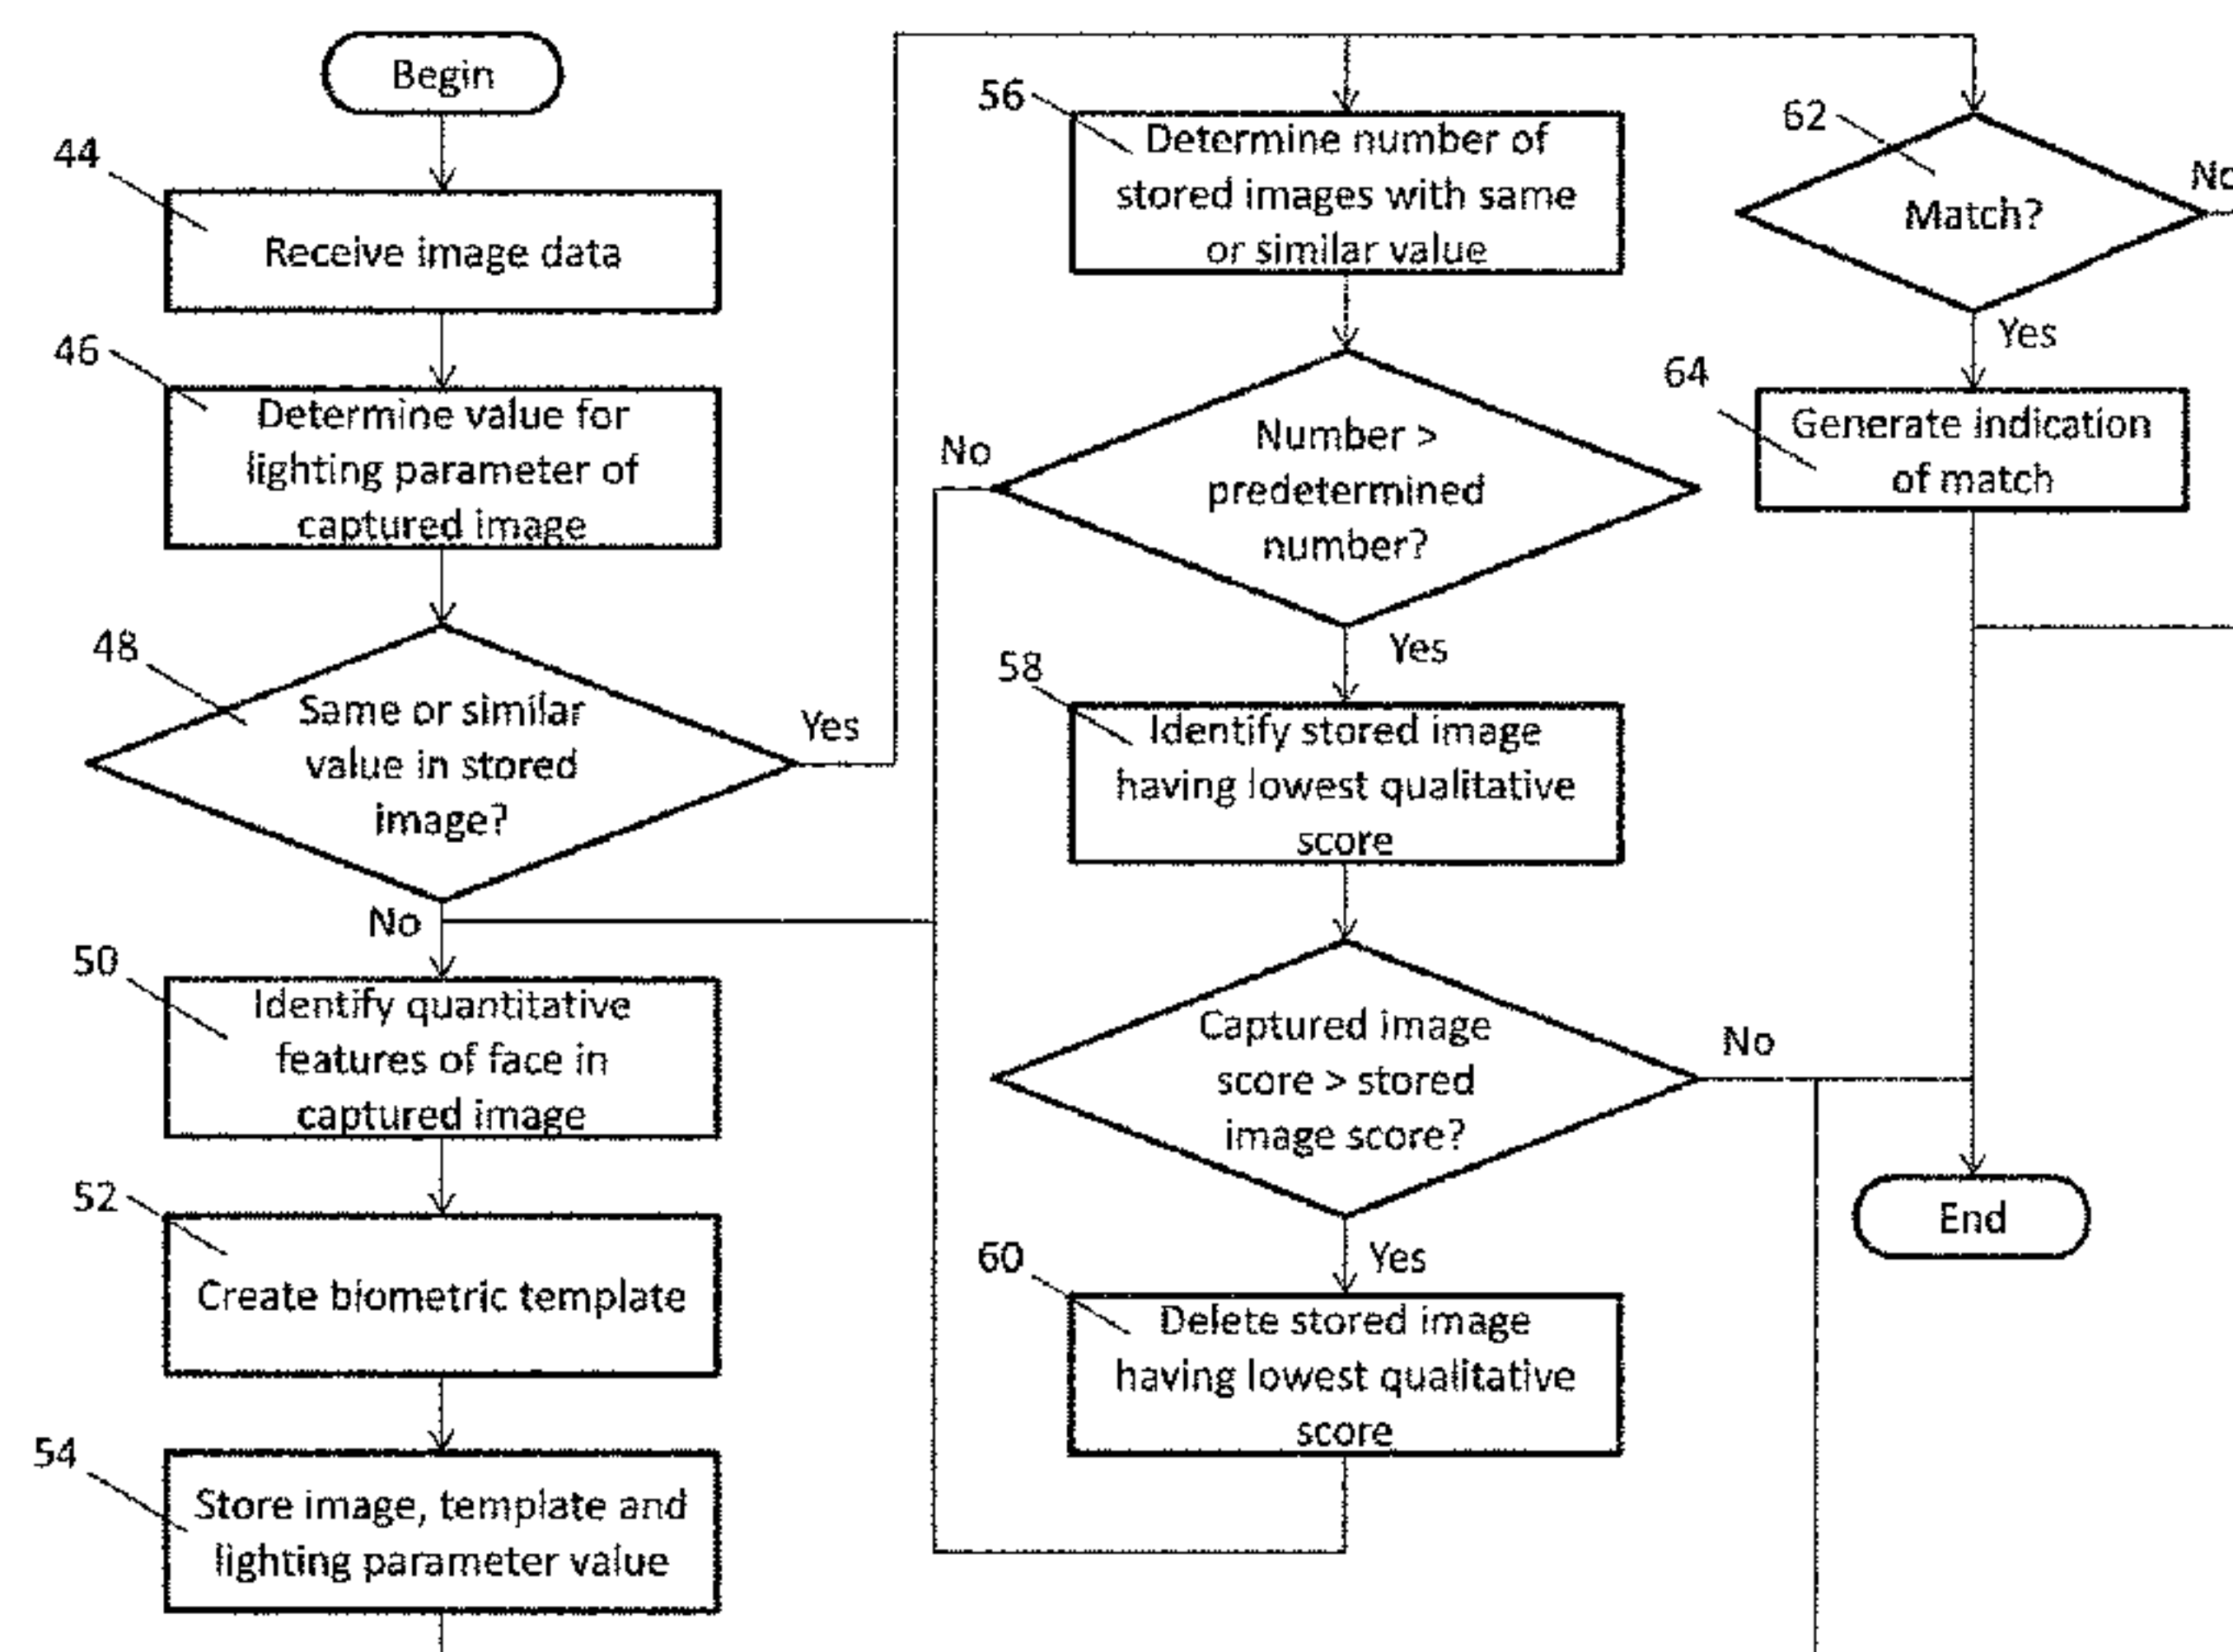 Begin
44
Receive image data
46
Determine value for
lighting parameter of
captured image
48
Same or similar
value in stored
image?
Yes
No
50
Identify quantitative
features of face in
captured image
52
Create biometric template
54
Store image, template and
lighting parameter value
56
Determine number of
stored images with same
or similar value
Number >
predetermined
number?
No
Yes
58
Identify stored image
having lowest qualitative
score
Captured image
score > stored
image score?
No
Yes
60
Delete stored image
having lowest qualitative
score
62
Match?
No
Yes
64
Generate indication
of match
End